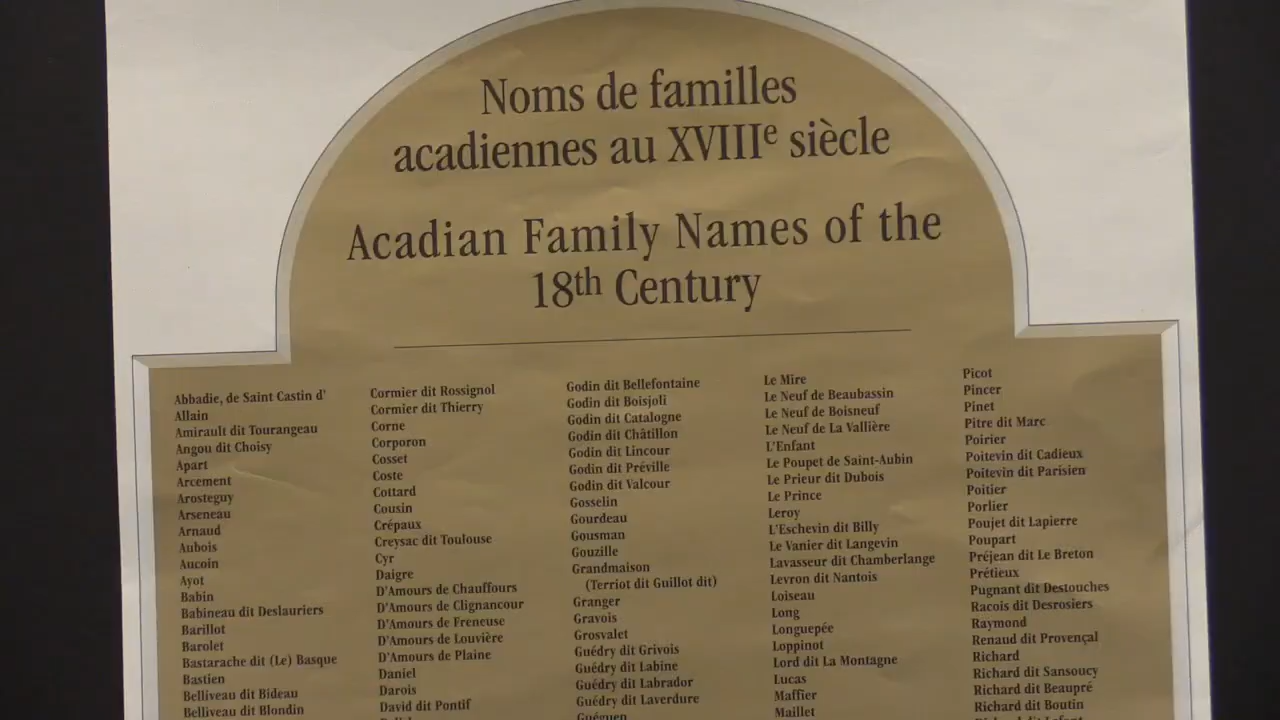 Noms de familles
acadiennes au XVIIIe siècle
Acadian Family Names of the
18th Century
Abbadie, de Saint Castin d'
Allain
Amirault dit Tourangeau
Angou dit Choisy
Apart
Arcement
Arosteguy
Arseneau
Arnaud
Aubois
Aucoin
Ayot
Babin
Babineau dit Deslauriers
Barillot
Barolet
Bastarache dit (Le) Basque
Bastien
Belliveau dit Bideau
Belliveau dit Blondin
Cormier dit Rossignol
Cormier dit Thierry
Corne
Corporon
Cosset
Coste
Cottard
Cousin
Crépaux
Creysac dit Toulouse
Cyr
Daigre
D'Amours de Chauffours
D'Amours de Clignancour
D'Amours de Freneuse
D'Amours de Louvière
D'Amours de Plaine
Daniel
Darois
David dit Pontif
Godin dit Bellefontaine
Godin dit Boisjoli
Godin dit Catalogne
Godin dit Châtillon
Godin dit Lincour
Godin dit Préville
Godin dit Valcour
Gosselin
Gourdeau
Gousman
Gouzille
Grandmaison
(Terriot dit Guillot dit)
Granger
Gravois
Grosvalet
Guédry dit Grivois
Guédry dit Labine
Guédry dit Labrador
Guédry dit Laverdure
Guéguen
Le Mire
Le Neuf de Beaubassin
Le Neuf de Boisneuf
Le Neuf de La Vallière
L'Enfant
Le Poupet de Saint-Aubin
Le Prieur dit Dubois
Le Prince
Leroy
L'Eschevin dit Billy
Le Vanier dit Langevin
Lavasseur dit Chamberlange
Levron dit Nantois
Loiseau
Long
Longuepée
Loppinot
Lord dit La Montagne
Lucas
Maffier
Maillet
Picot
Pincer
Pinet
Pitre dit Marc
Poirier
Poitevin dit Cadieux
Poitevin dit Parisien
Poitier
Porlier
Poujet dit Lapierre
Poupart
Préjean dit Le Breton
Prétieux
Pugnant dit Destouches
Racois dit Desrosiers
Raymond
Renaud dit Provençal
Richard
Richard dit Sansoucy
Richard dit Beaupré
Richard dit Boutin